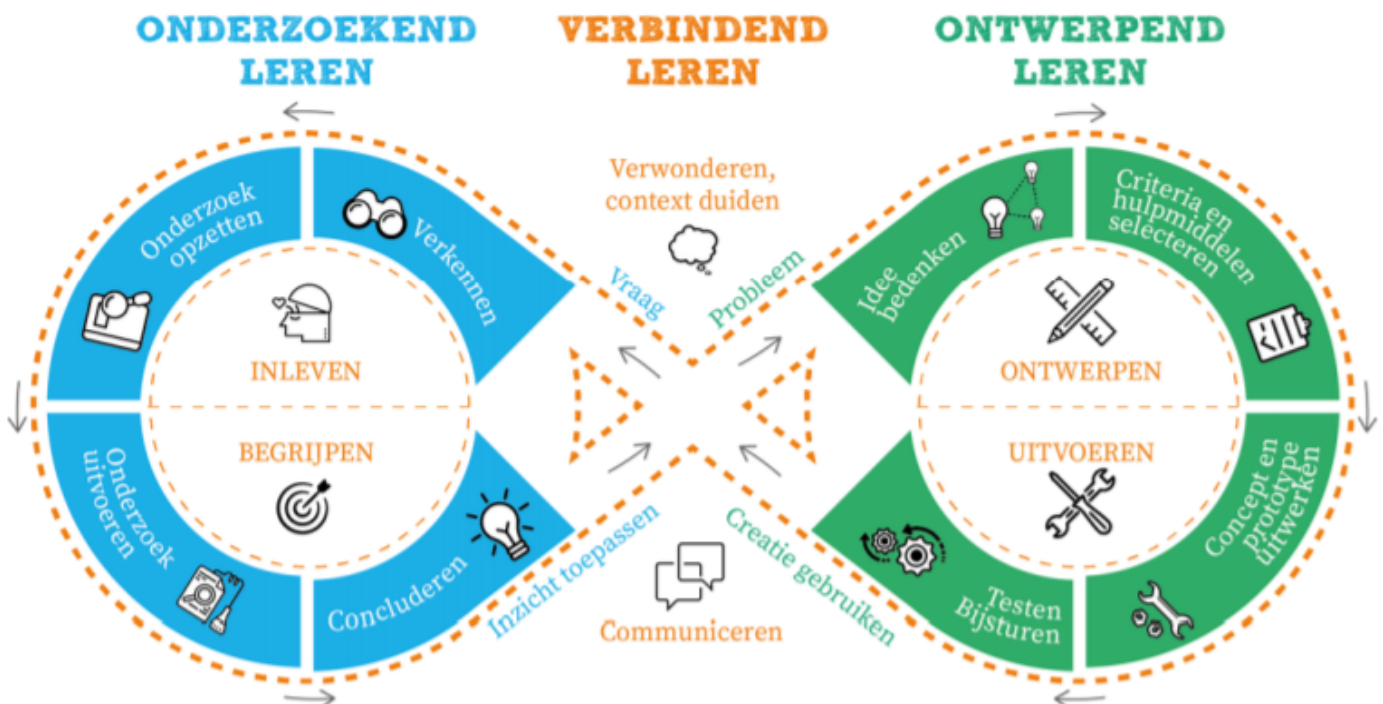 ONDERZOEKEND
LEREN
VERBINDEND
LEREN
ONTWERPEND
LEREN
Verwonderen,
context duiden
Vraag
Probleem
Verkennen
Onderzoek
opzetten
INLEVEN
BEGRIJPEN
Onderzoek
uitvoeren
Concluderen
Inzicht toepassen
Communiceren
Idee
bedenken
Criteria en
hulpmiddelen
selecteren
ONTWERPEN
UITVOEREN
Concept en
prototype
uitwerken
Testen
Bijsturen
Creatie gebruiken